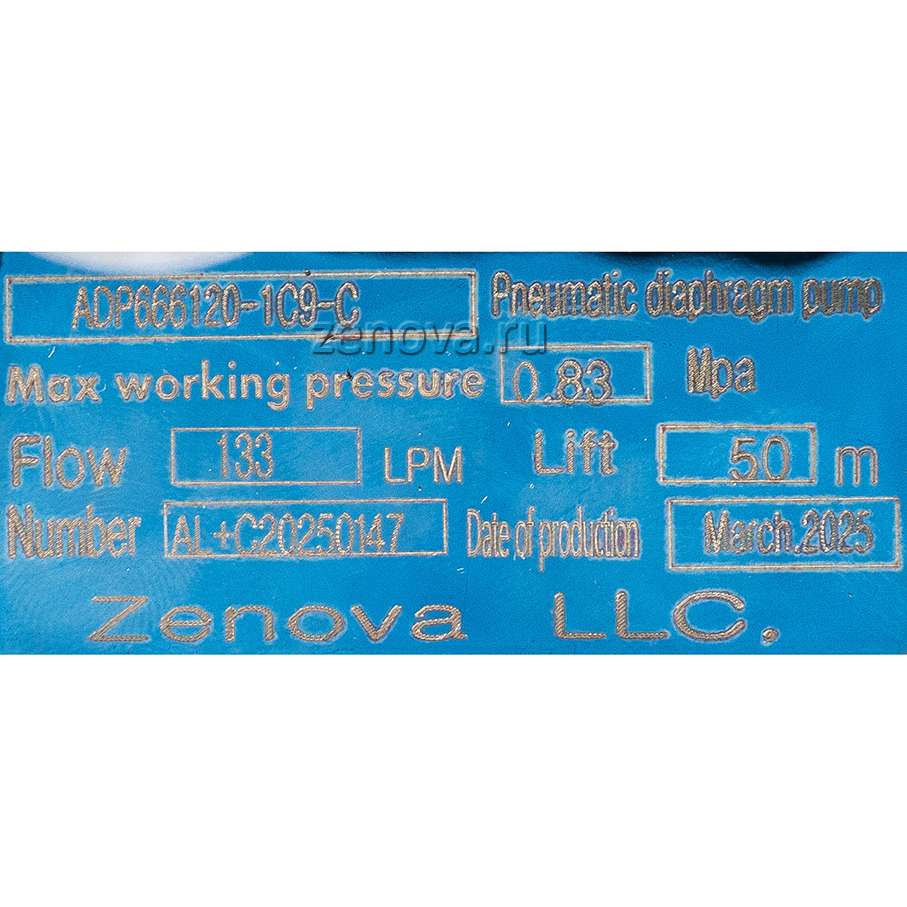 ADP666120-1C9-C Pneumatic diaphragm pump
zenova.ru
Max working pressure 0.83 Mpa
Flow 133 LPM Lift 50 m
Number AL+C20250147 Date of production March.2025
Zenova LLC.